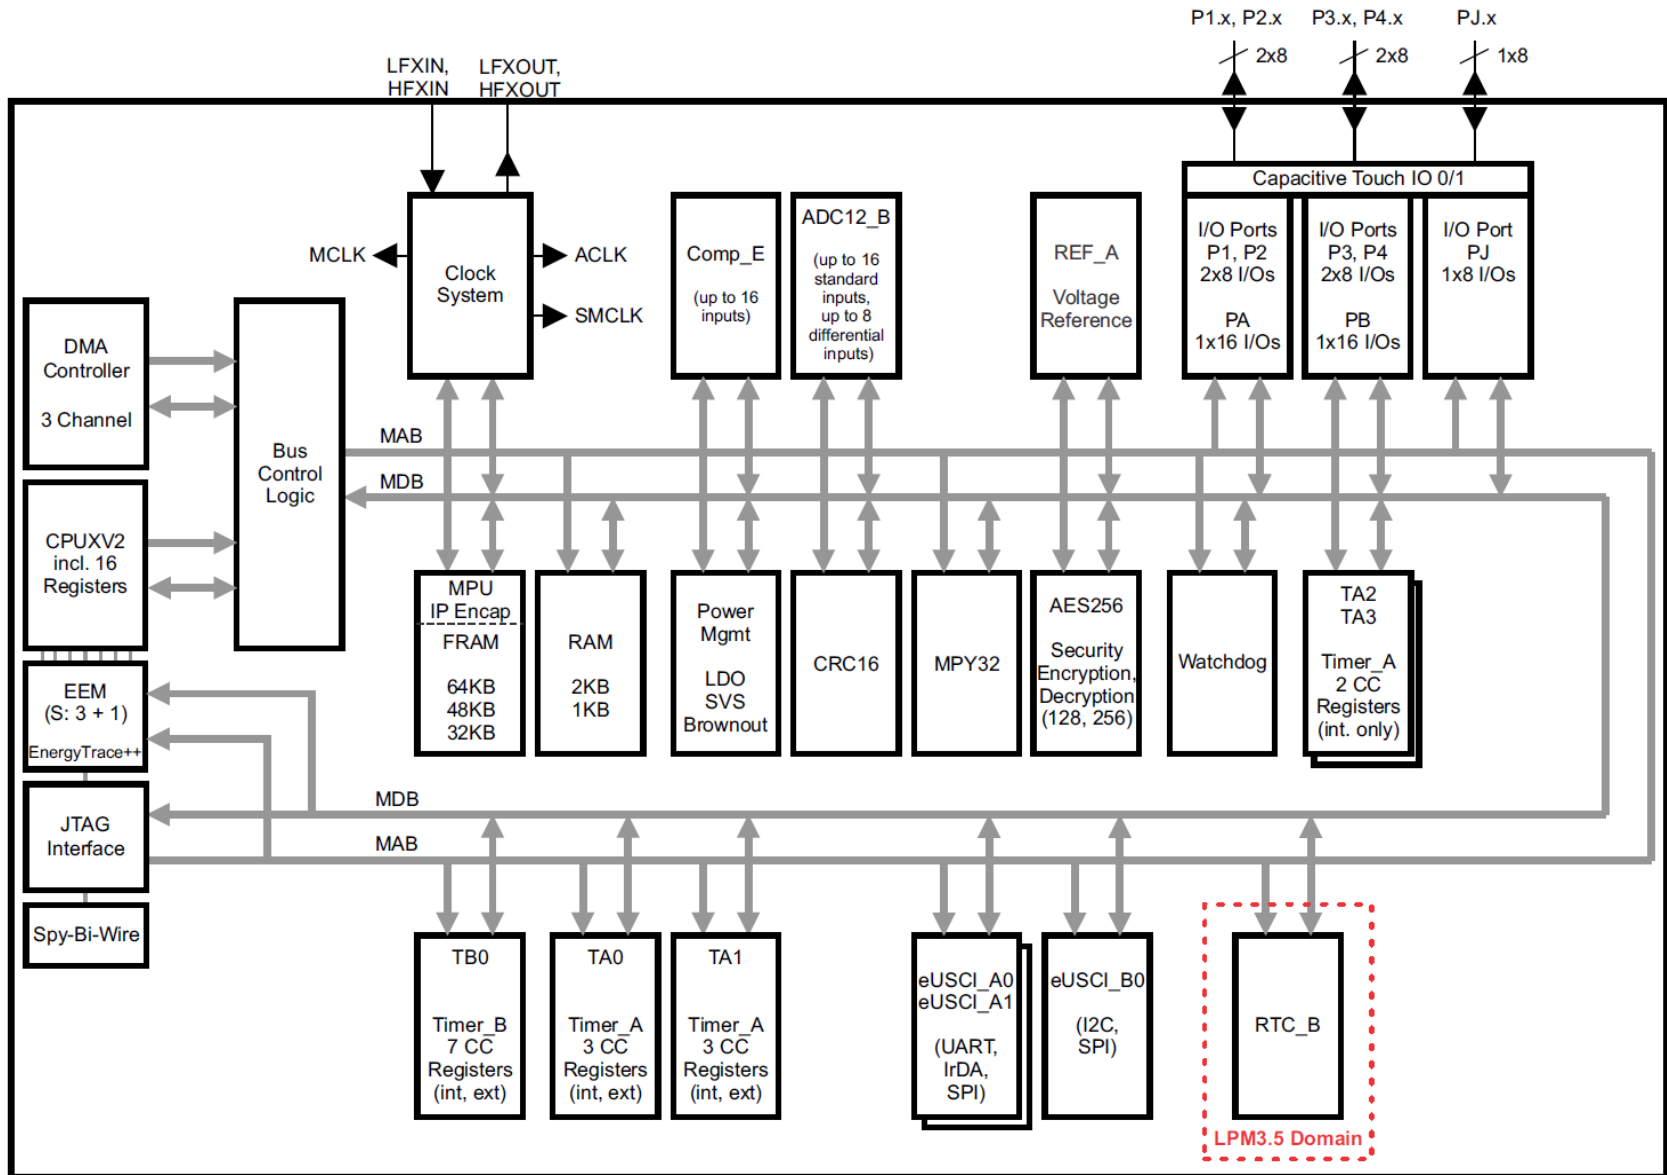 P1.x, P2.x
P3.x, P4.x
PJ.x
2x8
2x8
1x8
LFXIN,
HFXIN
LFXOUT,
HFXOUT
Capacitive Touch IO 0/1
MCLK
Clock
System
ACLK
SMCLK
Comp_E
(up to 16
inputs)
ADC12_B
(up to 16
standard
inputs,
up to 8
differential
inputs)
REF_A
Voltage
Reference
I/O Ports
P1, P2
2x8 I/Os
PA
1x16 I/Os
I/O Ports
P3, P4
2x8 I/Os
PB
1x16 I/Os
I/O Port
PJ
1x8 I/Os
DMA
Controller
3 Channel
Bus
Control
Logic
MAB
MDB
CPUXV2
incl. 16
Registers
MPU
IP Encap
FRAM
64KB
48KB
32KB
RAM
2KB
1KB
Power
Mgmt
LDO
SVS
Brownout
CRC16
MPY32
AES256
Security
Encryption,
Decryption
(128, 256)
Watchdog
TA2
TA3
Timer_A
2 CC
Registers
(int. only)
EEM
(S: 3 + 1)
EnergyTrace++
MDB
MAB
JTAG
Interface
Spy-Bi-Wire
TB0
Timer_B
7 CC
Registers
(int, ext)
TA0
Timer_A
3 CC
Registers
(int, ext)
TA1
Timer_A
3 CC
Registers
(int, ext)
eUSCI_A0
eUSCI_A1
(UART,
IrDA,
SPI)
eUSCI_B0
(I2C,
SPI)
RTC_B
LPM3.5 Domain